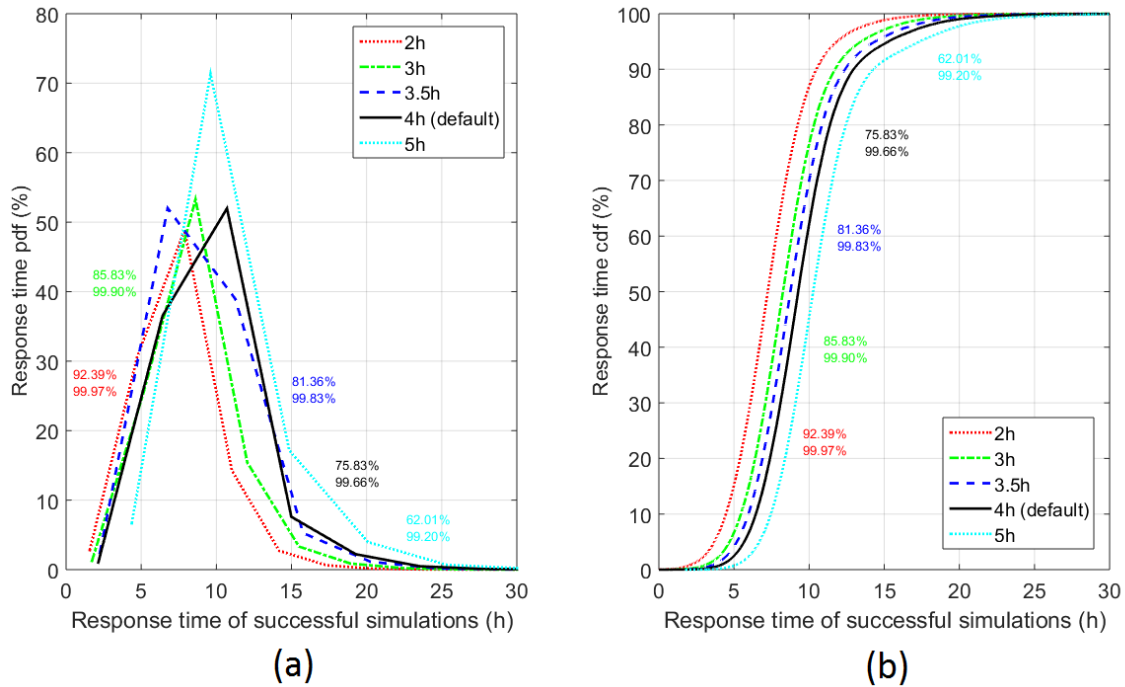 Response time pdf (%)
80
70
60
50
40
30
20
10
0
2h
3h
3.5h
4h (default)
5h
85.83%
99.90%
92.39%
99.97%
81.36%
99.83%
75.83%
99.66%
62.01%
99.20%
0 5 10 15 20 25 30
Response time of successful simulations (h)
(a)
Response time cdf (%)
100
90
80
70
60
50
40
30
20
10
0
62.01%
99.20%
75.83%
99.66%
81.36%
99.83%
85.83%
99.90%
92.39%
99.97%
2h
3h
3.5h
4h (default)
5h
0 5 10 15 20 25 30
Response time of successful simulations (h)
(b)